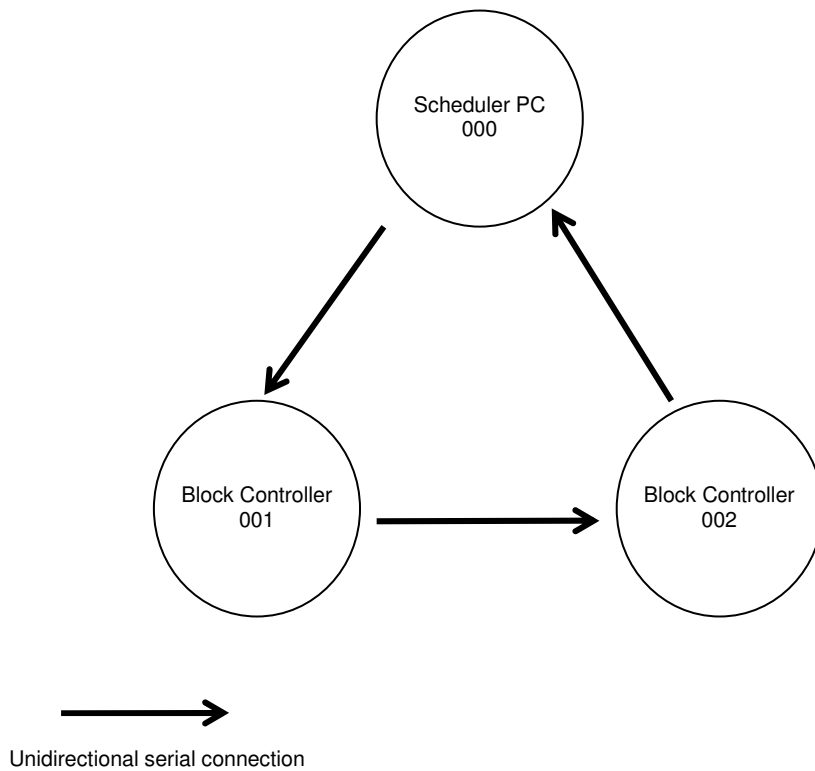 Scheduler PC
000
Block Controller
001
Block Controller
002
Unidirectional serial connection